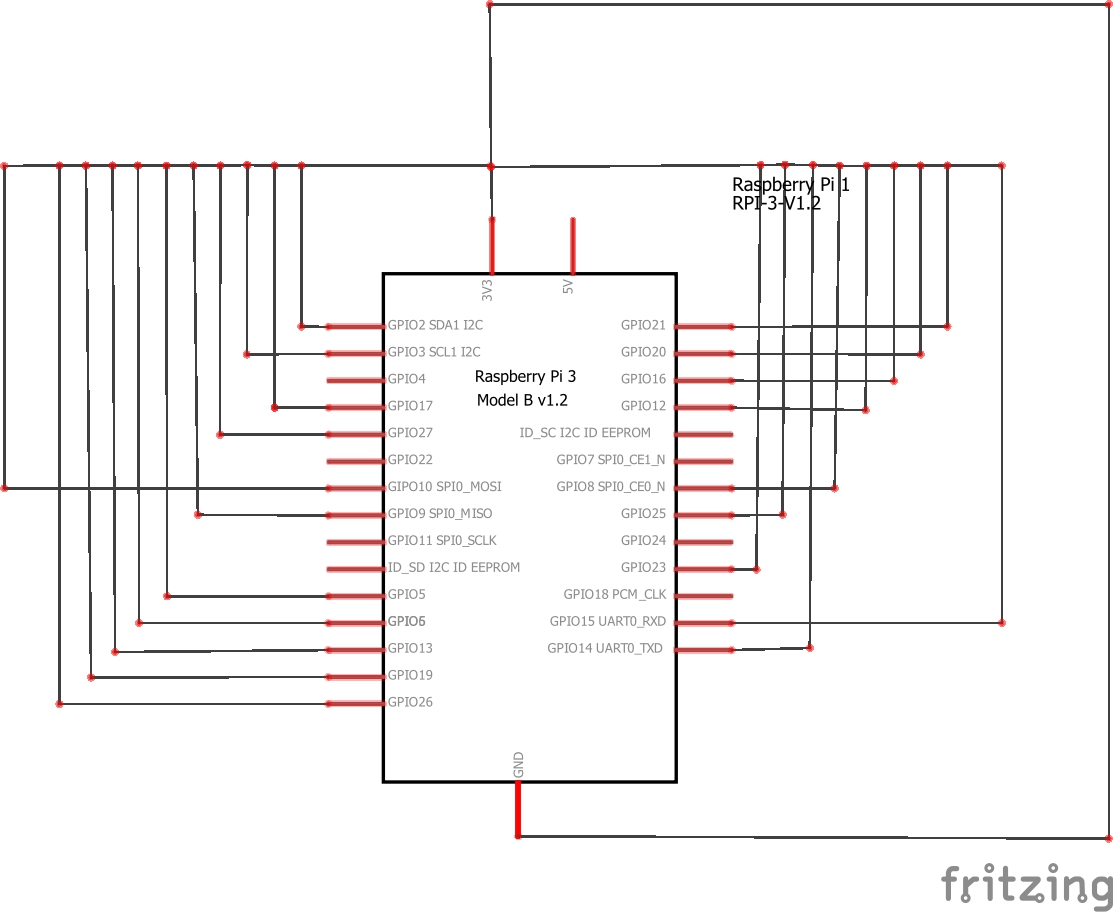 Raspberry Pi 1
RPI-3-V1.2
3V3
5V
GPIO2 SDA1 I2C
GPIO3 SCL1 I2C
GPIO4
GPIO17
GPIO27
GPIO22
GIPO10 SPI0_MOSI
GPIO9 SPI0_MISO
GPIO11 SPI0_SCLK
ID_SD I2C ID EEPROM
GPIO5
GPIO6
GPIO13
GPIO19
GPIO26
Raspberry Pi 3
Model B v1.2
GPIO21
GPIO20
GPIO16
GPIO12
ID_SC I2C ID EEPROM
GPIO7 SPI0_CE1_N
GPIO8 SPI0_CE0_N
GPIO25
GPIO24
GPIO23
GPIO18 PCM_CLK
GPIO15 UART0_RXD
GPIO14 UART0_TXD
GND
fritzing